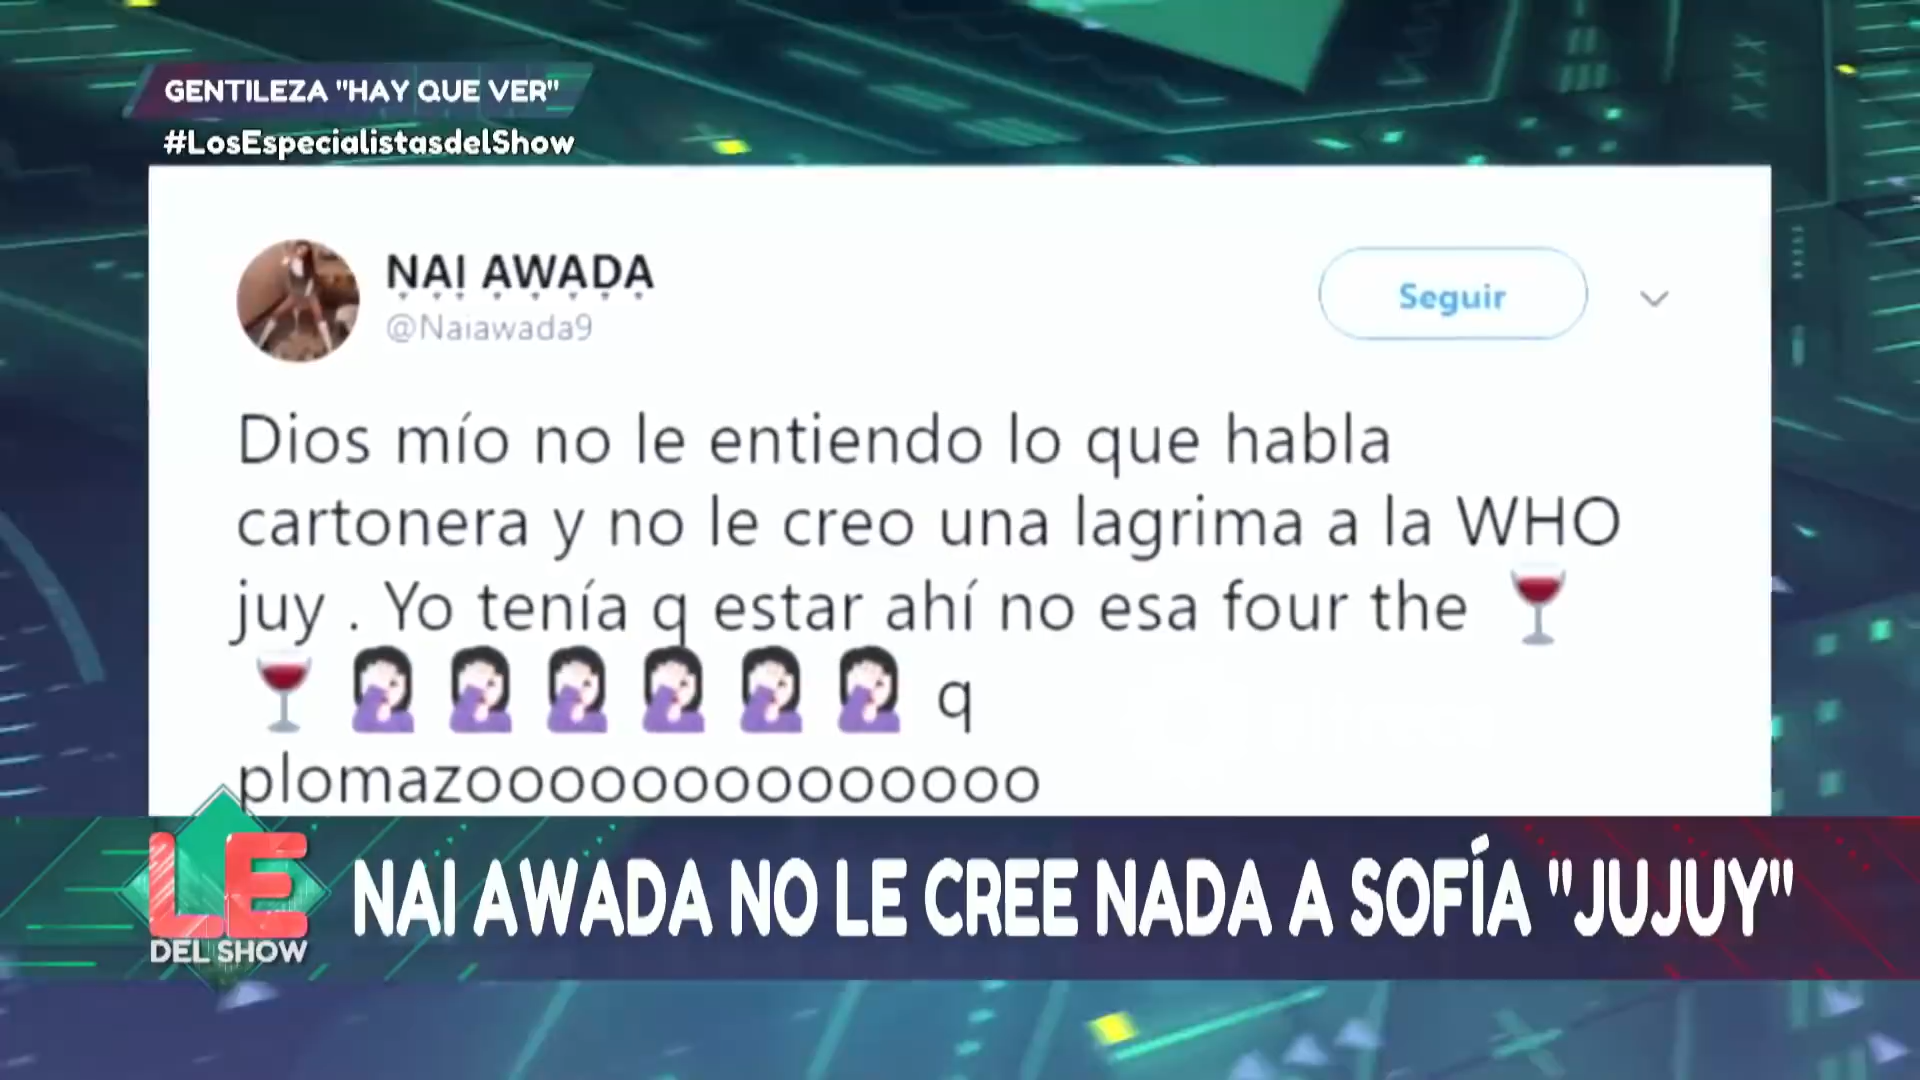 GENTILEZA "HAY QUE VER"
#LosEspecialistasdelShow
NAI AWADA
@Naiawada9
Seguir
Dios mío no le entiendo lo que habla
cartonera y no le creo una lagrima a la WHO
juy . Yo tenía q estar ahí no esa four the 🍷
🍷 🤦🏻‍♀️ 🤦🏻‍♀️ 🤦🏻‍♀️ 🤦🏻‍♀️ 🤦🏻‍♀️ 🤦🏻‍♀️ q
plomazoooooooooooooo
LE
DEL SHOW
NAI AWADA NO LE CREE NADA A SOFÍA "JUJUY"